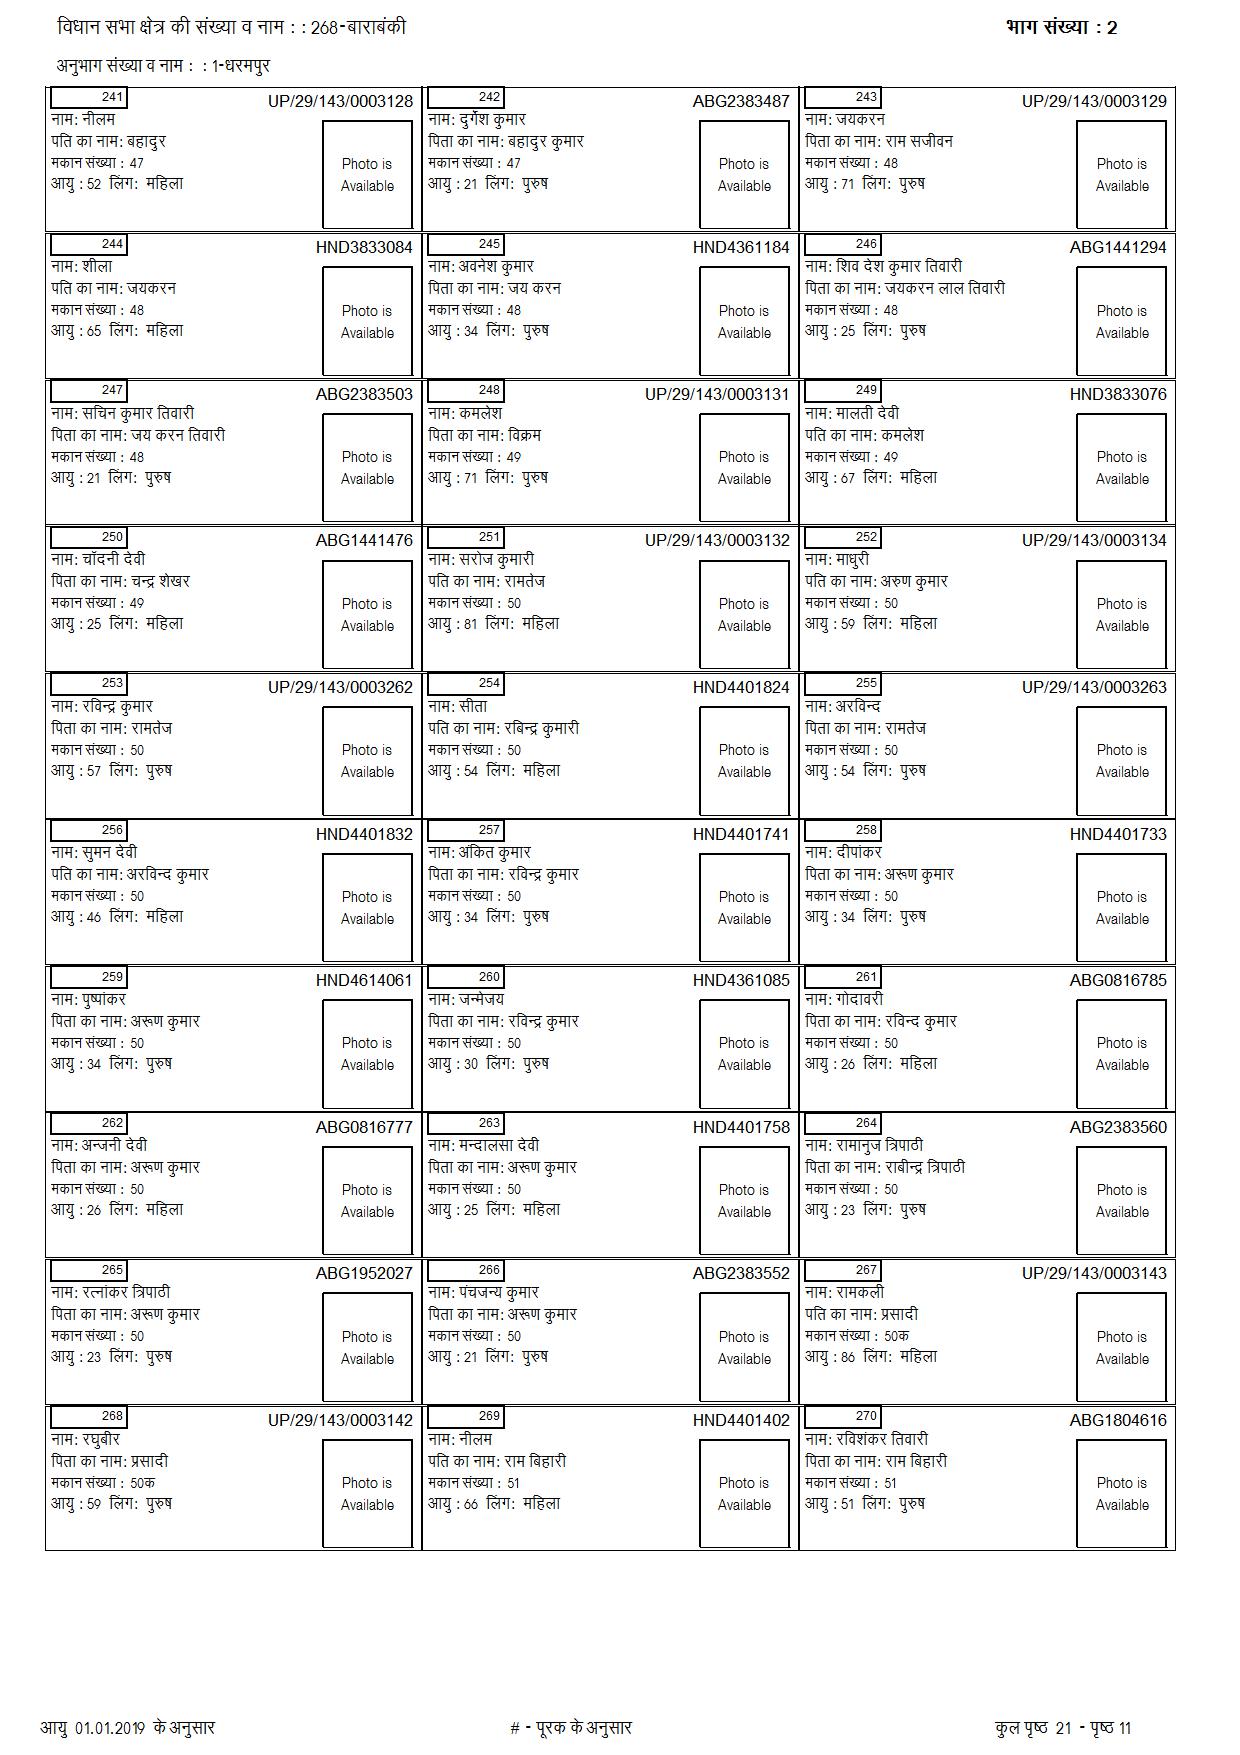 विधान सभा क्षेत्र की संख्या व नाम : : 268-बाराबंकी
भाग संख्या : 2
अनुभाग संख्या व नाम : : 1-धरमपुर
241 UP/29/143/0003128
नाम: नीलम
पति का नाम: बहादुर
मकान संख्या : 47
आयु : 52 लिंग: महिला
Photo is
Available
242 ABG2383487
नाम: दुर्गेश कुमार
पिता का नाम: बहादुर कुमार
मकान संख्या : 47
आयु : 21 लिंग: पुरुष
Photo is
Available
243 UP/29/143/0003129
नाम: जयकरन
पिता का नाम: राम सजीवन
मकान संख्या : 48
आयु : 71 लिंग: पुरुष
Photo is
Available
244 HND3833084
नाम: शीला
पति का नाम: जयकरन
मकान संख्या : 48
आयु : 65 लिंग: महिला
Photo is
Available
245 HND4361184
नाम: अवनेश कुमार
पिता का नाम: जय करन
मकान संख्या : 48
आयु : 34 लिंग: पुरुष
Photo is
Available
246 ABG1441294
नाम: शिव देश कुमार तिवारी
पिता का नाम: जयकरन लाल तिवारी
मकान संख्या : 48
आयु : 25 लिंग: पुरुष
Photo is
Available
247 ABG2383503
नाम: सचिन कुमार तिवारी
पिता का नाम: जय करन तिवारी
मकान संख्या : 48
आयु : 21 लिंग: पुरुष
Photo is
Available
248 UP/29/143/0003131
नाम: कमलेश
पिता का नाम: विक्रम
मकान संख्या : 49
आयु : 71 लिंग: पुरुष
Photo is
Available
249 HND3833076
नाम: मालती देवी
पति का नाम: कमलेश
मकान संख्या : 49
आयु : 67 लिंग: महिला
Photo is
Available
250 ABG1441476
नाम: चॉदनी देवी
पिता का नाम: चन्द्र शेखर
मकान संख्या : 49
आयु : 25 लिंग: महिला
Photo is
Available
251 UP/29/143/0003132
नाम: सरोज कुमारी
पति का नाम: रामतेज
मकान संख्या : 50
आयु : 81 लिंग: महिला
Photo is
Available
252 UP/29/143/0003134
नाम: माधुरी
पति का नाम: अरुण कुमार
मकान संख्या : 50
आयु : 59 लिंग: महिला
Photo is
Available
253 UP/29/143/0003262
नाम: रविन्द्र कुमार
पिता का नाम: रामतेज
मकान संख्या : 50
आयु : 57 लिंग: पुरुष
Photo is
Available
254 HND4401824
नाम: सीता
पति का नाम: रबिन्द्र कुमारी
मकान संख्या : 50
आयु : 54 लिंग: महिला
Photo is
Available
255 UP/29/143/0003263
नाम: अरविन्द
पिता का नाम: रामतेज
मकान संख्या : 50
आयु : 54 लिंग: पुरुष
Photo is
Available
256 HND4401832
नाम: सुमन देवी
पति का नाम: अरविन्द कुमार
मकान संख्या : 50
आयु : 46 लिंग: महिला
Photo is
Available
257 HND4401741
नाम: अंकित कुमार
पिता का नाम: रविन्द्र कुमार
मकान संख्या : 50
आयु : 34 लिंग: पुरुष
Photo is
Available
258 HND4401733
नाम: दीपांकर
पिता का नाम: अरूण कुमार
मकान संख्या : 50
आयु : 34 लिंग: पुरुष
Photo is
Available
259 HND4614061
नाम: पुष्पांकर
पिता का नाम: अरूण कुमार
मकान संख्या : 50
आयु : 34 लिंग: पुरुष
Photo is
Available
260 HND4361085
नाम: जन्मेजय
पिता का नाम: रविन्द्र कुमार
मकान संख्या : 50
आयु : 30 लिंग: पुरुष
Photo is
Available
261 ABG0816785
नाम: गोदावरी
पिता का नाम: रविन्द कुमार
मकान संख्या : 50
आयु : 26 लिंग: महिला
Photo is
Available
262 ABG0816777
नाम: अन्जनी देवी
पिता का नाम: अरूण कुमार
मकान संख्या : 50
आयु : 26 लिंग: महिला
Photo is
Available
263 HND4401758
नाम: मन्दालसा देवी
पिता का नाम: अरूण कुमार
मकान संख्या : 50
आयु : 25 लिंग: महिला
Photo is
Available
264 ABG2383560
नाम: रामानुज त्रिपाठी
पिता का नाम: राबीन्द्र त्रिपाठी
मकान संख्या : 50
आयु : 23 लिंग: पुरुष
Photo is
Available
265 ABG1952027
नाम: रत्नांकर त्रिपाठी
पिता का नाम: अरूण कुमार
मकान संख्या : 50
आयु : 23 लिंग: पुरुष
Photo is
Available
266 ABG2383552
नाम: पंचजन्य कुमार
पिता का नाम: अरूण कुमार
मकान संख्या : 50
आयु : 21 लिंग: पुरुष
Photo is
Available
267 UP/29/143/0003143
नाम: रामकली
पति का नाम: प्रसादी
मकान संख्या : 50क
आयु : 86 लिंग: महिला
Photo is
Available
268 UP/29/143/0003142
नाम: रघुबीर
पिता का नाम: प्रसादी
मकान संख्या : 50क
आयु : 59 लिंग: पुरुष
Photo is
Available
269 HND4401402
नाम: नीलम
पति का नाम: राम बिहारी
मकान संख्या : 51
आयु : 66 लिंग: महिला
Photo is
Available
270 ABG1804616
नाम: रविशंकर तिवारी
पिता का नाम: राम बिहारी
मकान संख्या : 51
आयु : 51 लिंग: पुरुष
Photo is
Available
आयु 01.01.2019 के अनुसार
# - पूरक के अनुसार
कुल पृष्ठ 21 - पृष्ठ 11